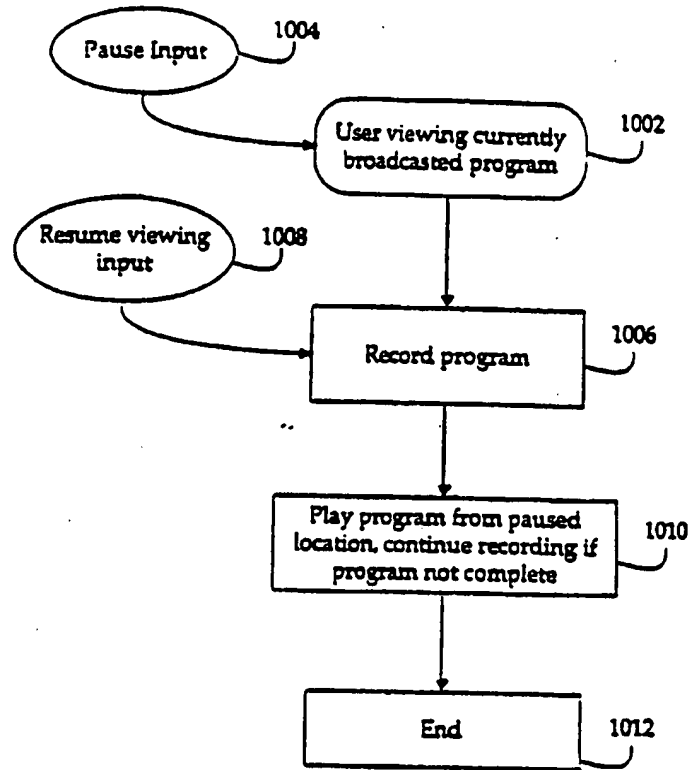 Pause Input
1004
User viewing currently
broadcasted program
1002
Resume viewing
input
1008
Record program
1006
Play program from paused
location, continue recording if
program not complete
1010
End
1012